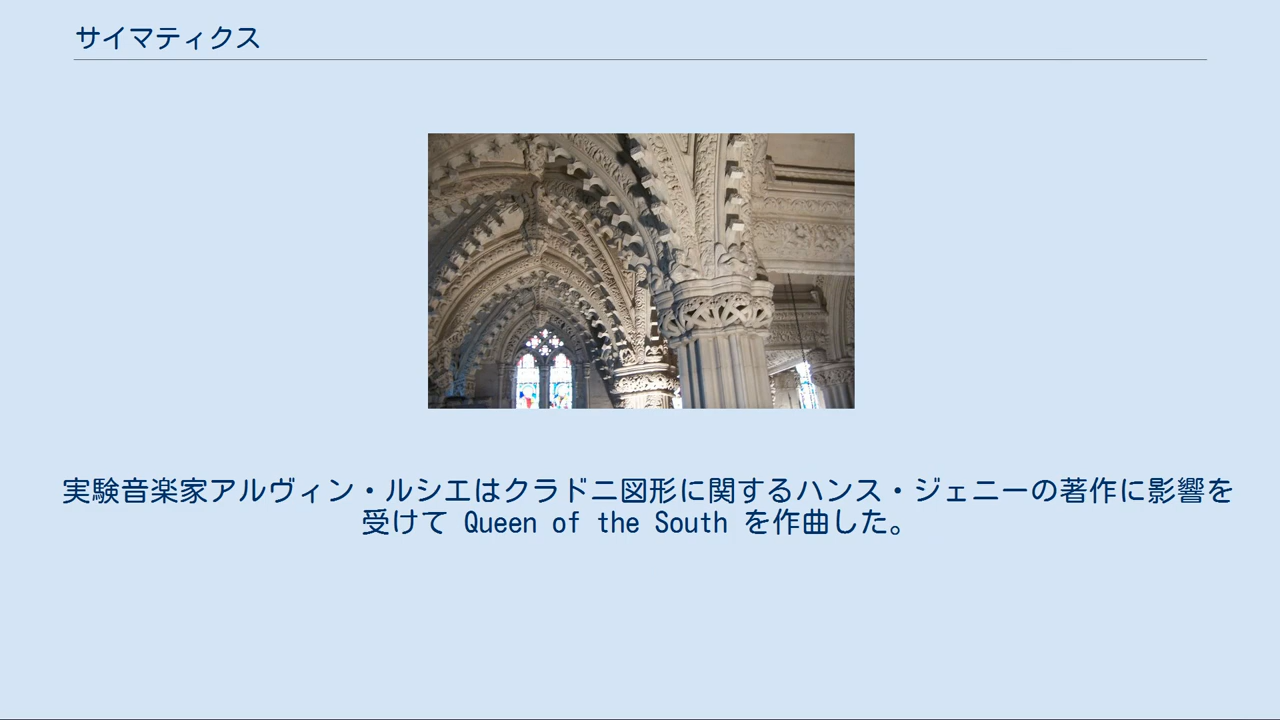 サイマティクス
実験音楽家アルヴィン・ルシエはクラドニ図形に関するハンス・ジェニーの著作に影響を
受けて Queen of the South を作曲した。